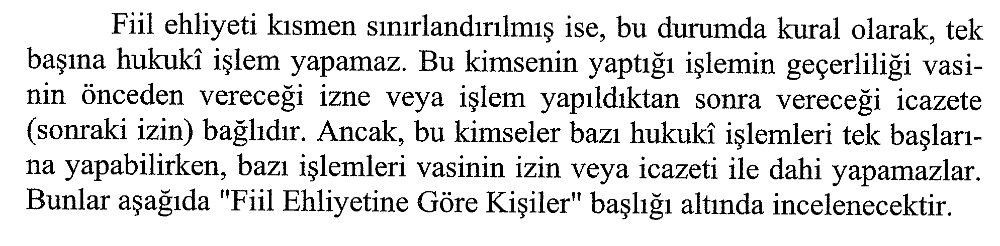 Fiil ehliyeti kısmen sınırlandırılmış ise, bu durumda kural olarak, tek
başına hukukî işlem yapamaz. Bu kimsenin yaptığı işlemin geçerliliği vasi-
nin önceden vereceği izne veya işlem yapıldıktan sonra vereceği icazete
(sonraki izin) bağlıdır. Ancak, bu kimseler bazı hukukî işlemleri tek başları-
na yapabilirken, bazı işlemleri vasinin izin veya icazeti ile dahi yapamazlar.
Bunlar aşağıda "Fiil Ehliyetine Göre Kişiler" başlığı altında incelenecektir.